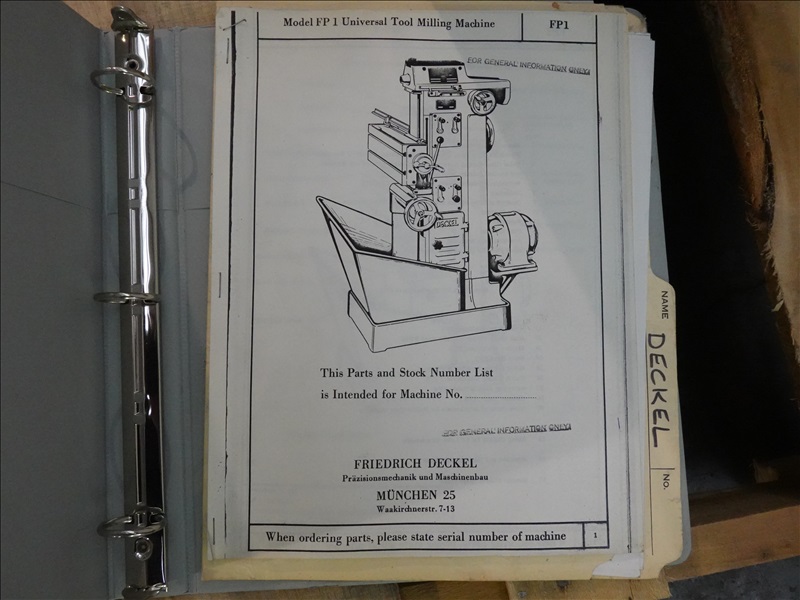 Model FP 1 Universal Tool Milling Machine
FP1
FOR GENERAL INFORMATION ONLY!
DECKEL
This Parts and Stock Number List
is Intended for Machine No.
FOR GENERAL INFORMATION ONLY!
FRIEDRICH DECKEL
Präzisionsmechanik und Maschinenbau
MÜNCHEN 25
Waakirchnerstr. 7-13
When ordering parts, please state serial number of machine
1
NAME
DECKEL
NO.